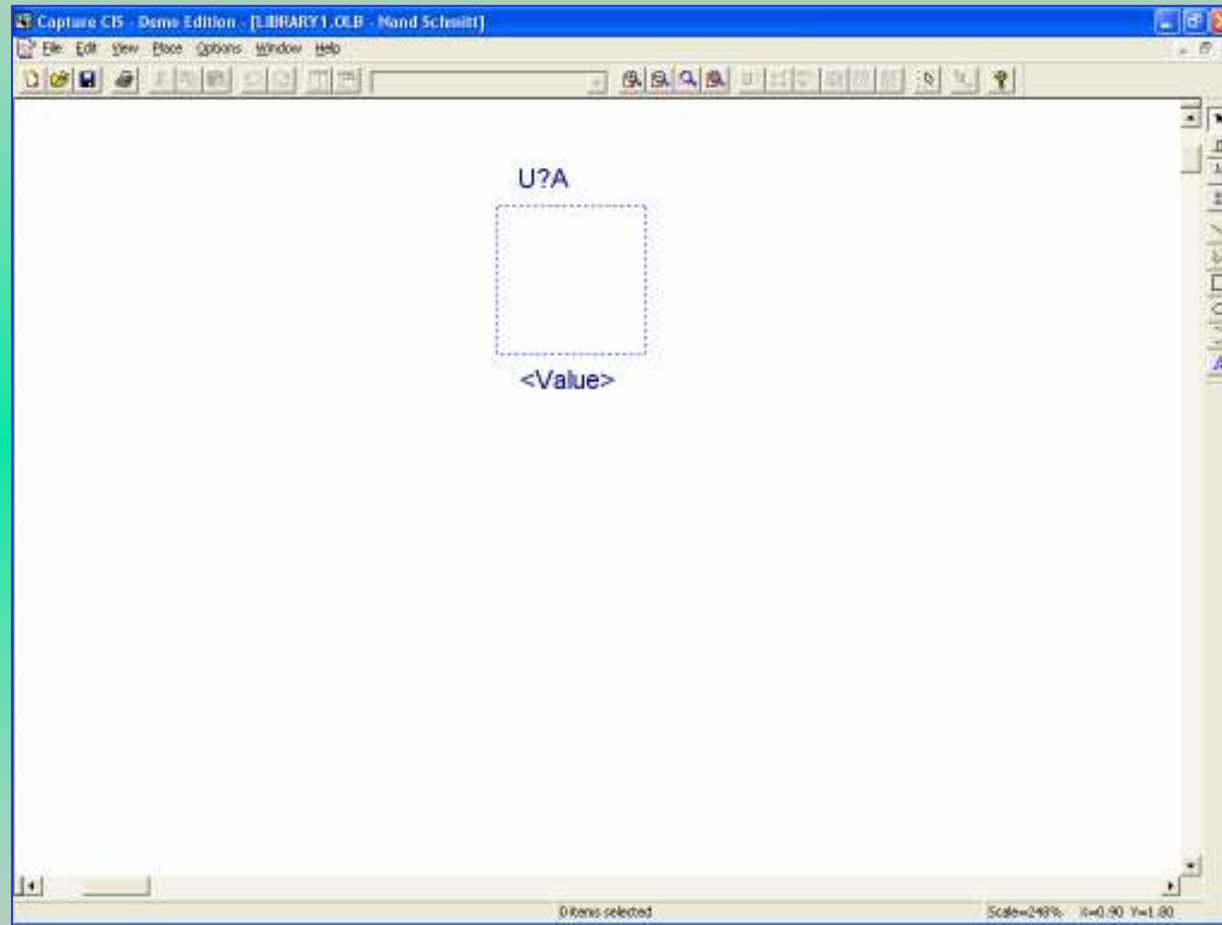 Capture CIS - Demo Edition - [LIBRARY1.OLB - Nand Schmitt]
File Edit View Place Options Window Help
U?A
<Value>
0 items selected Scale=248% X=0.90 Y=1.80